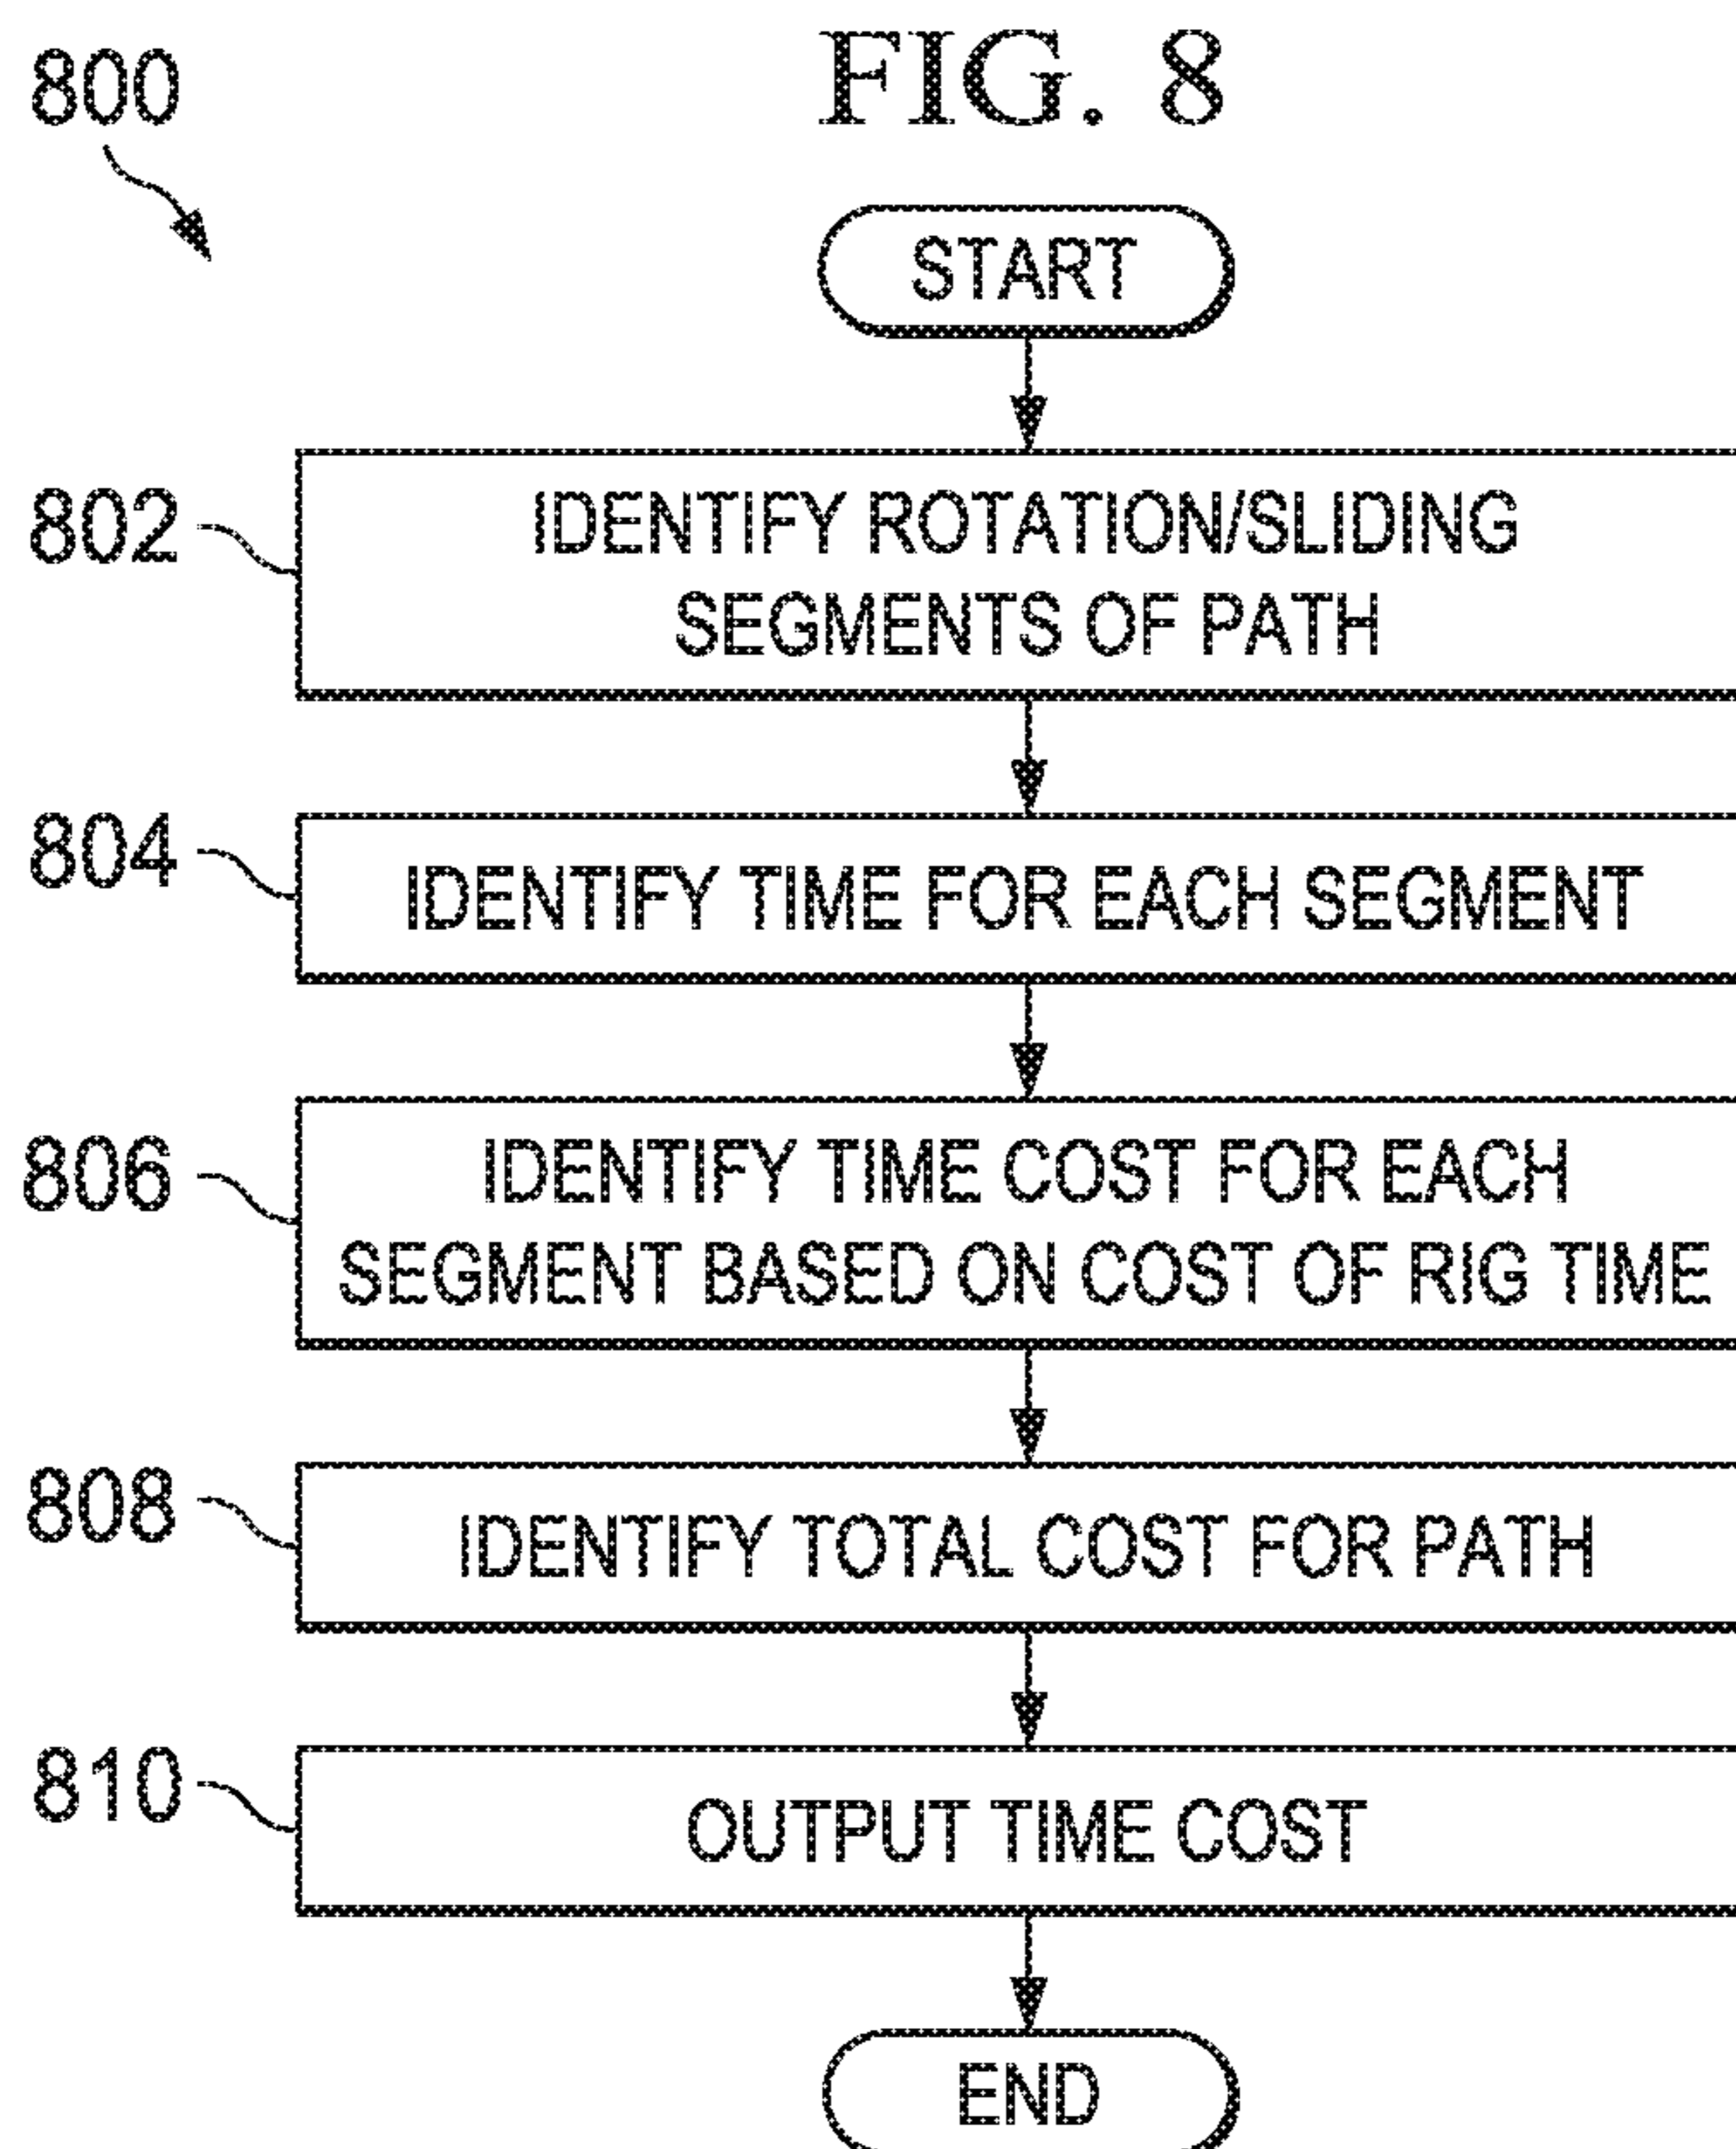 FIG. 8
800
START
802
IDENTIFY ROTATION/SLIDING
SEGMENTS OF PATH
804
IDENTIFY TIME FOR EACH SEGMENT
806
IDENTIFY TIME COST FOR EACH
SEGMENT BASED ON COST OF RIG TIME
808
IDENTIFY TOTAL COST FOR PATH
810
OUTPUT TIME COST
END